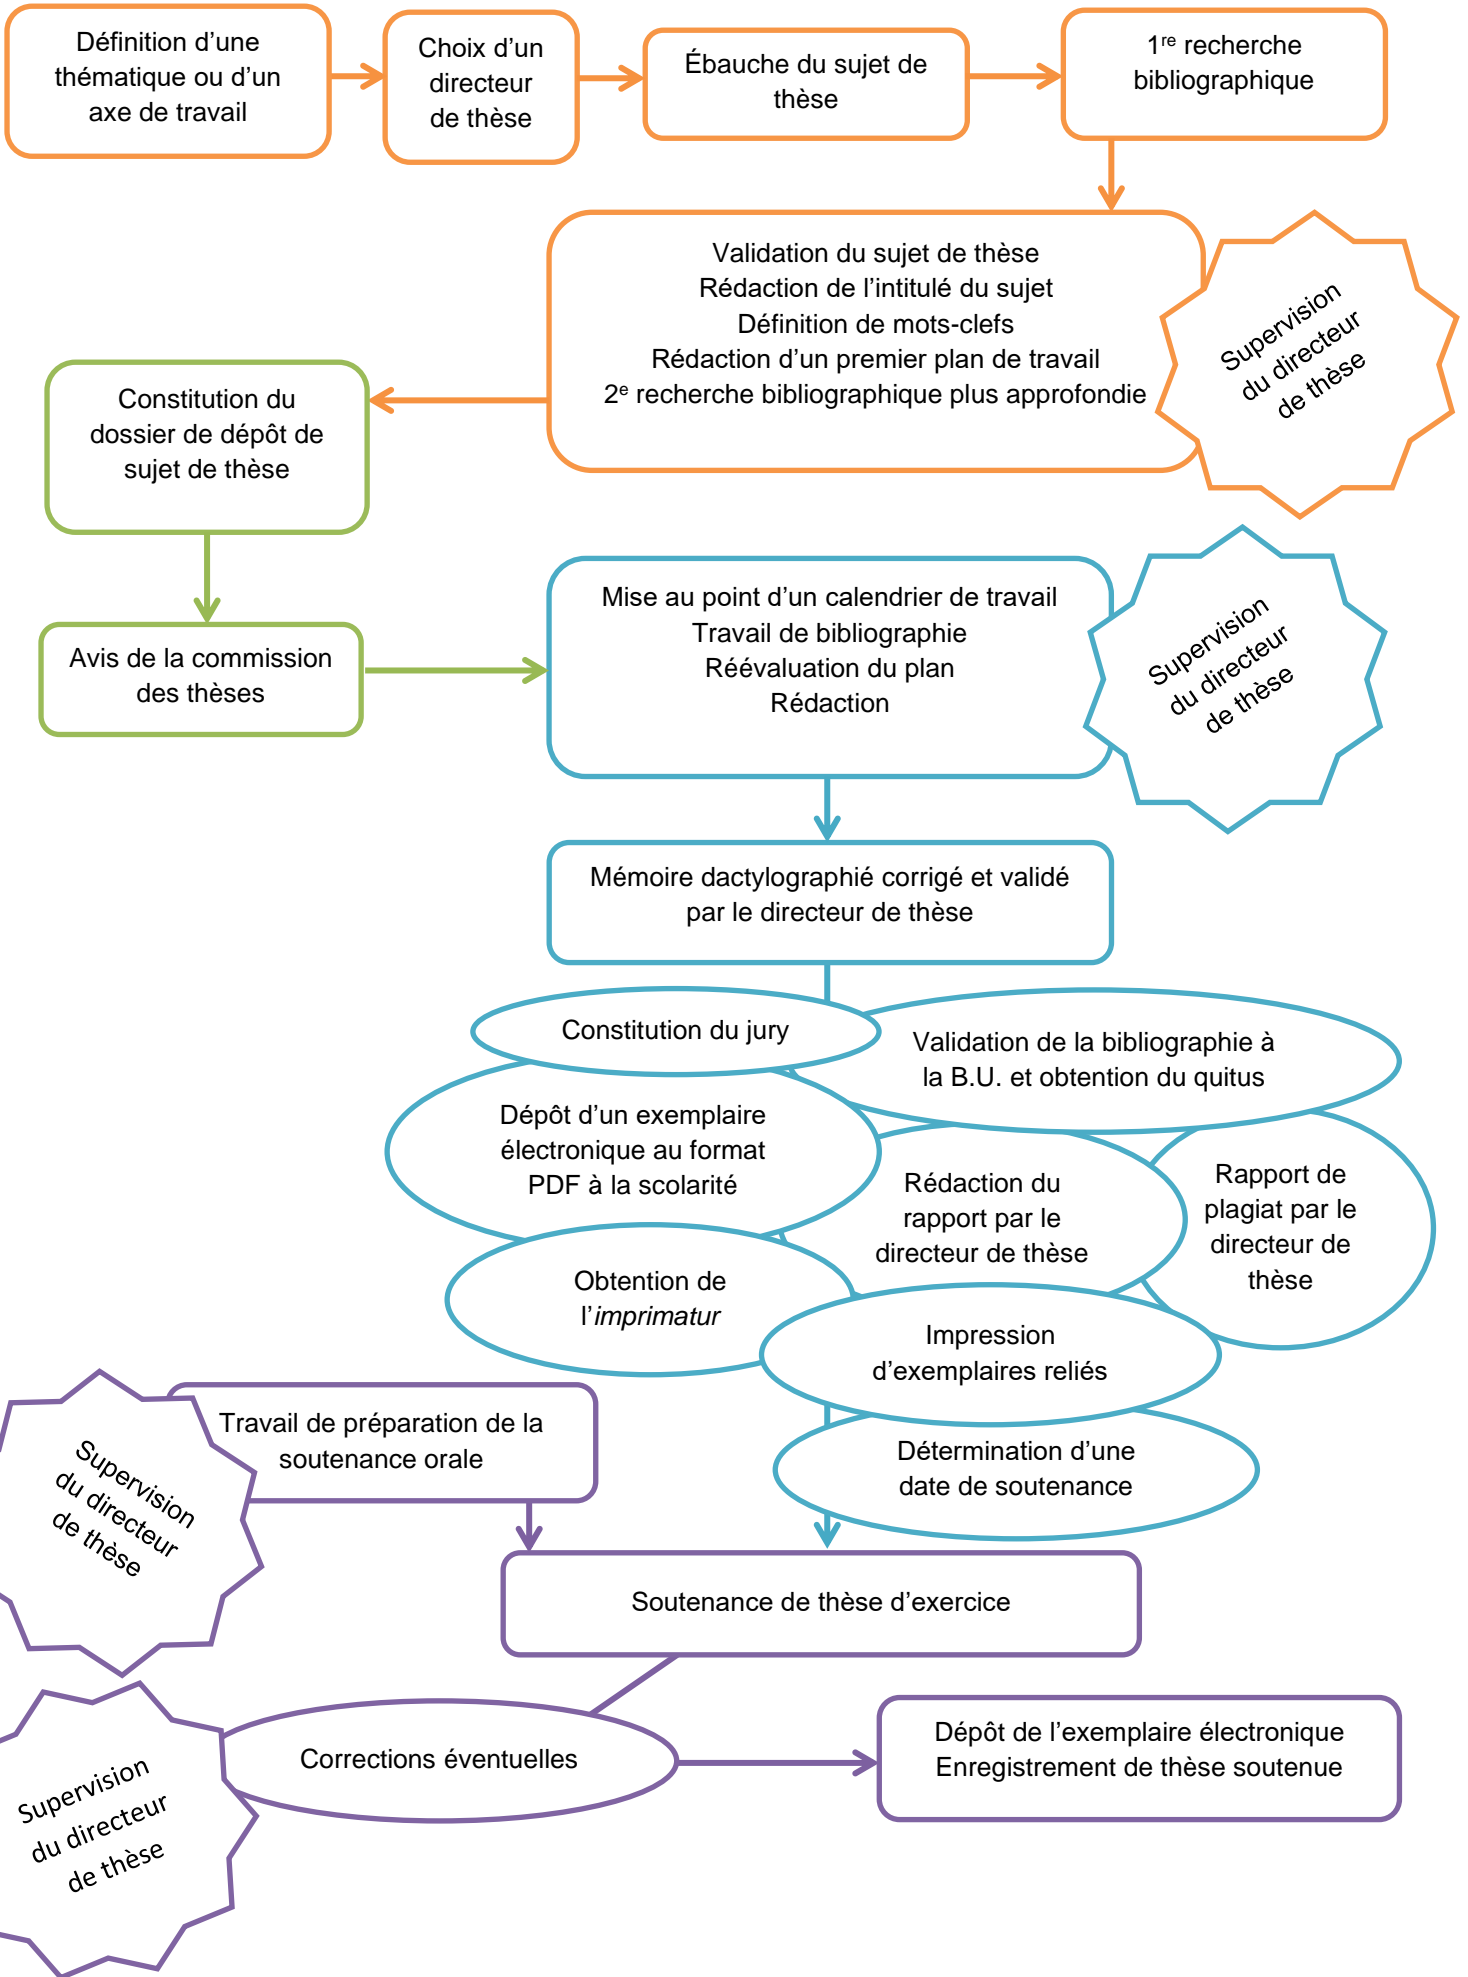 Définition d’une
thématique ou d’un
axe de travail
Choix d’un
directeur
de thèse
Ébauche du sujet de
thèse
1re recherche
bibliographique
Validation du sujet de thèse
Rédaction de l’intitulé du sujet
Définition de mots-clefs
Rédaction d’un premier plan de travail
2e recherche bibliographique plus approfondie
Supervision
du directeur
de thèse
Constitution du
dossier de dépôt de
sujet de thèse
Avis de la commission
des thèses
Mise au point d’un calendrier de travail
Travail de bibliographie
Réévaluation du plan
Rédaction
Supervision
du directeur
de thèse
Mémoire dactylographié corrigé et validé
par le directeur de thèse
Constitution du jury
Validation de la bibliographie à
la B.U. et obtention du quitus
Dépôt d’un exemplaire
électronique au format
PDF à la scolarité
Rédaction du
rapport par le
directeur de thèse
Rapport de
plagiat par le
directeur de
thèse
Obtention de
l’imprimatur
Impression
d’exemplaires reliés
Détermination d’une
date de soutenance
Travail de préparation de la
soutenance orale
Supervision
du directeur
de thèse
Soutenance de thèse d’exercice
Corrections éventuelles
Supervision
du directeur
de thèse
Dépôt de l’exemplaire électronique
Enregistrement de thèse soutenue